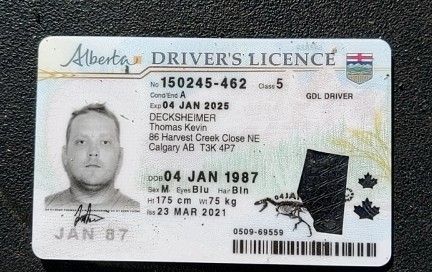 Alberta DRIVER'S LICENCE
No 150245-462 Class 5
Cond/End A GDL DRIVER
Exp 04 JAN 2025
DECKSHEIMER
Thomas Kevin
86 Harvest Creek Close NE
Calgary AB T3K 4P7
DOB 04 JAN 1987
Sex M Eyes Blu Hair Bln
Ht 175 cm Wt 75 kg
Iss 23 MAR 2021
JAN 87
0509-69559